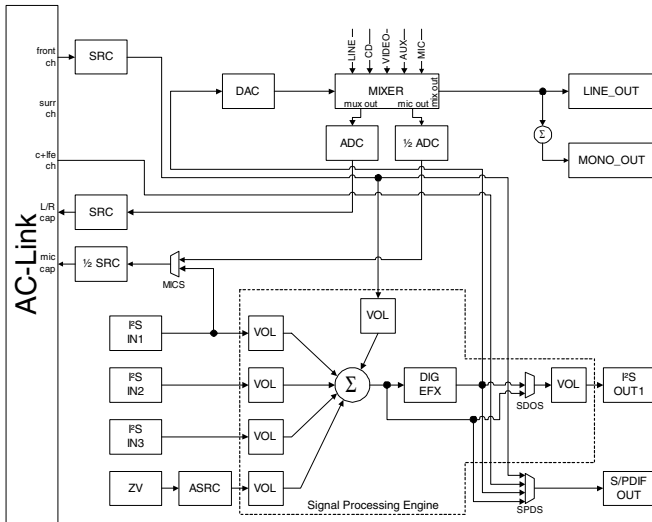 AC-Link
front
ch
surr
ch
c+lfe
ch
L/R
cap
mic
cap
SRC
SRC
½ SRC
MICS
DAC
LINE
CD
VIDEO
AUX
MIC
MIXER
mux out
mic out
mix out
ADC
½ ADC
LINE_OUT
Σ
MONO_OUT
I²S
IN1
I²S
IN2
I²S
IN3
ZV
ASRC
VOL
VOL
VOL
VOL
VOL
Σ
DIG
EFX
SDOS
VOL
I²S
OUT1
SPDS
S/PDIF
OUT
Signal Processing Engine